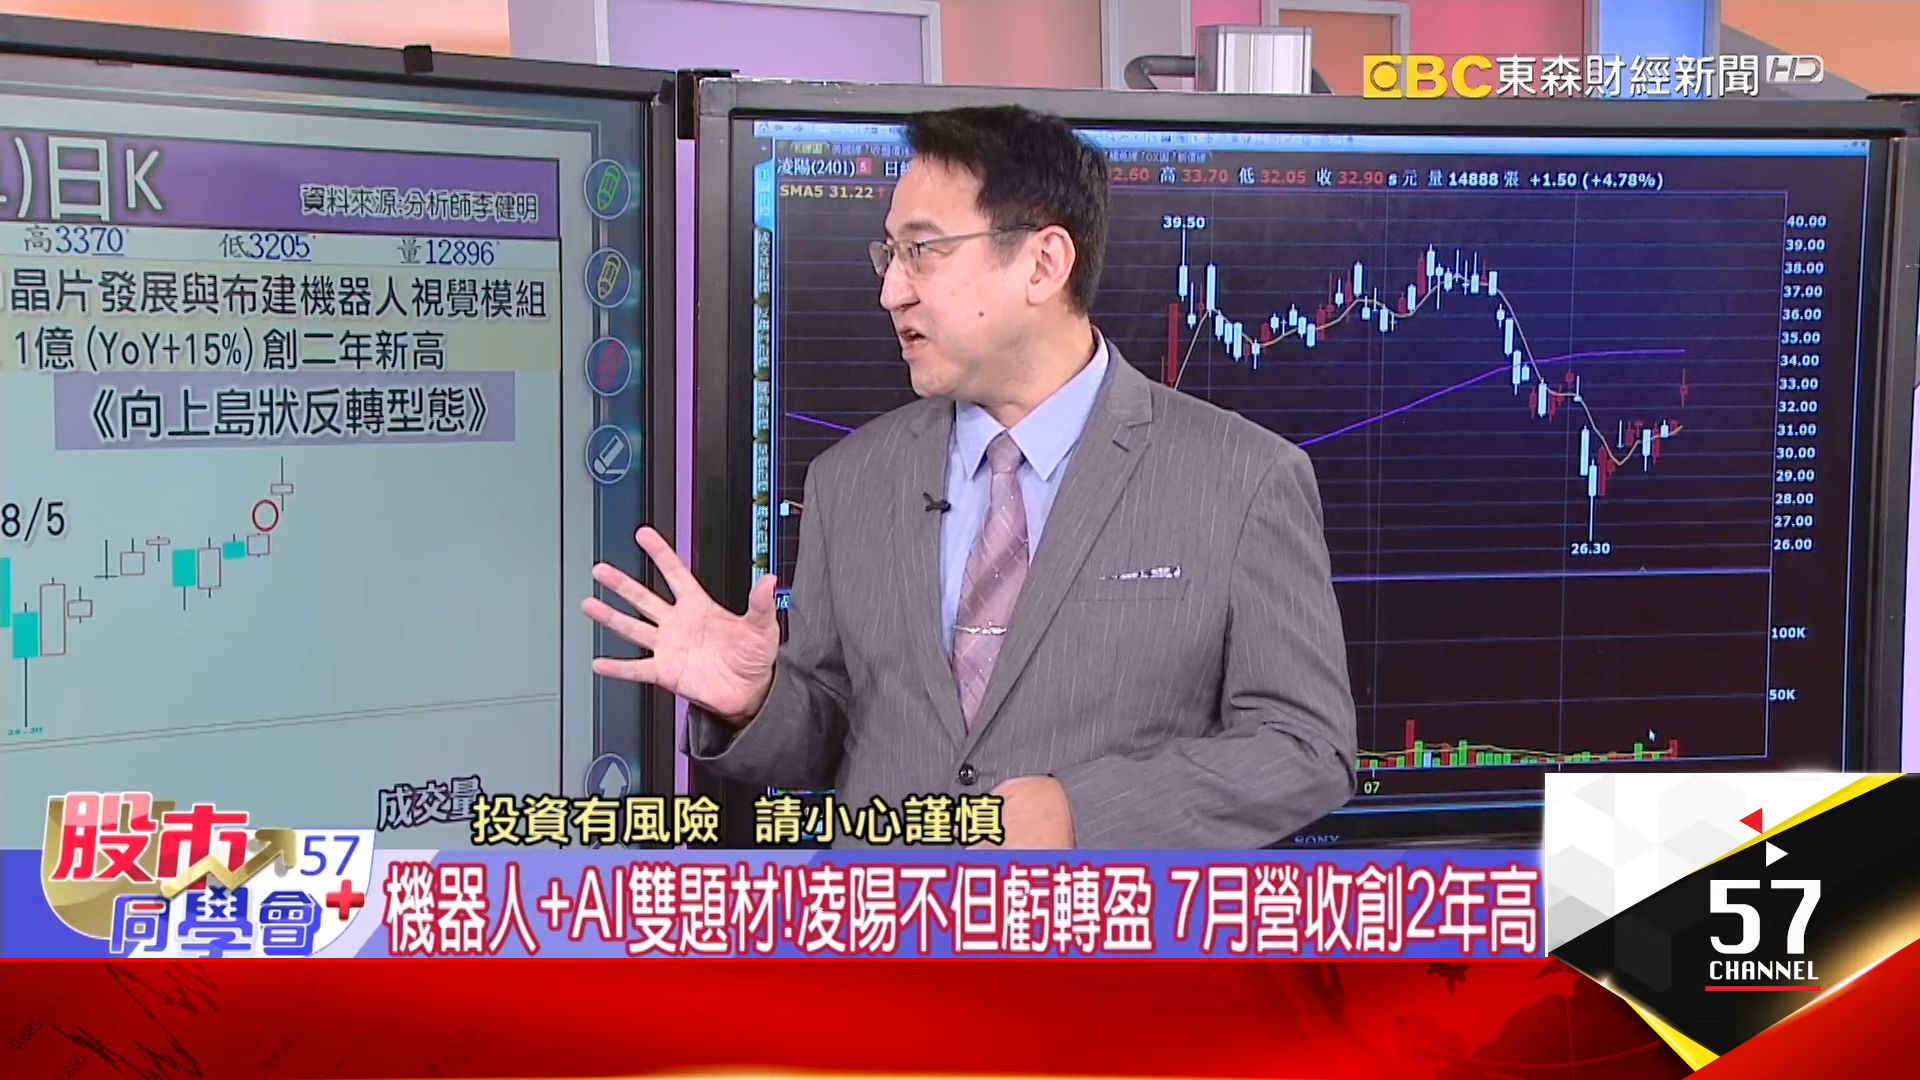 EBC東森財經新聞HD
)日K
資料來源:分析師李健明
高3370 低3205 量12896
晶片發展與布建機器人視覺模組
1億(YoY+15%)創二年新高
《向上島狀反轉型態》
8/5
26.30
成交量
凌陽(2401) 日
高 33.70 低 32.05 收 32.90 s 元 量 14888 張 +1.50 (+4.78%)
SMA5 31.22
39.50
40.00
39.00
38.00
37.00
36.00
35.00
34.00
33.00
32.00
31.00
30.00
29.00
28.00
27.00
26.00
26.30
100K
50K
07
SONY
投資有風險 請小心謹慎
股市
57
同學會+
機器人+AI雙題材!凌陽不但虧轉盈 7月營收創2年高
57
CHANNEL